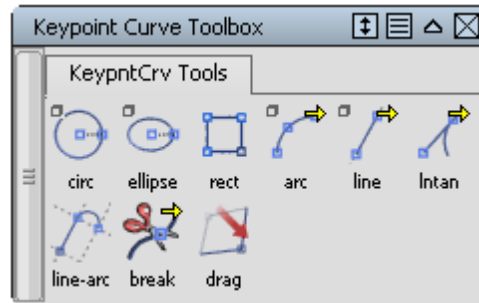 Keypoint Curve Toolbox
KeypntCrv Tools
circ ellipse rect arc line lntan
line-arc break drag